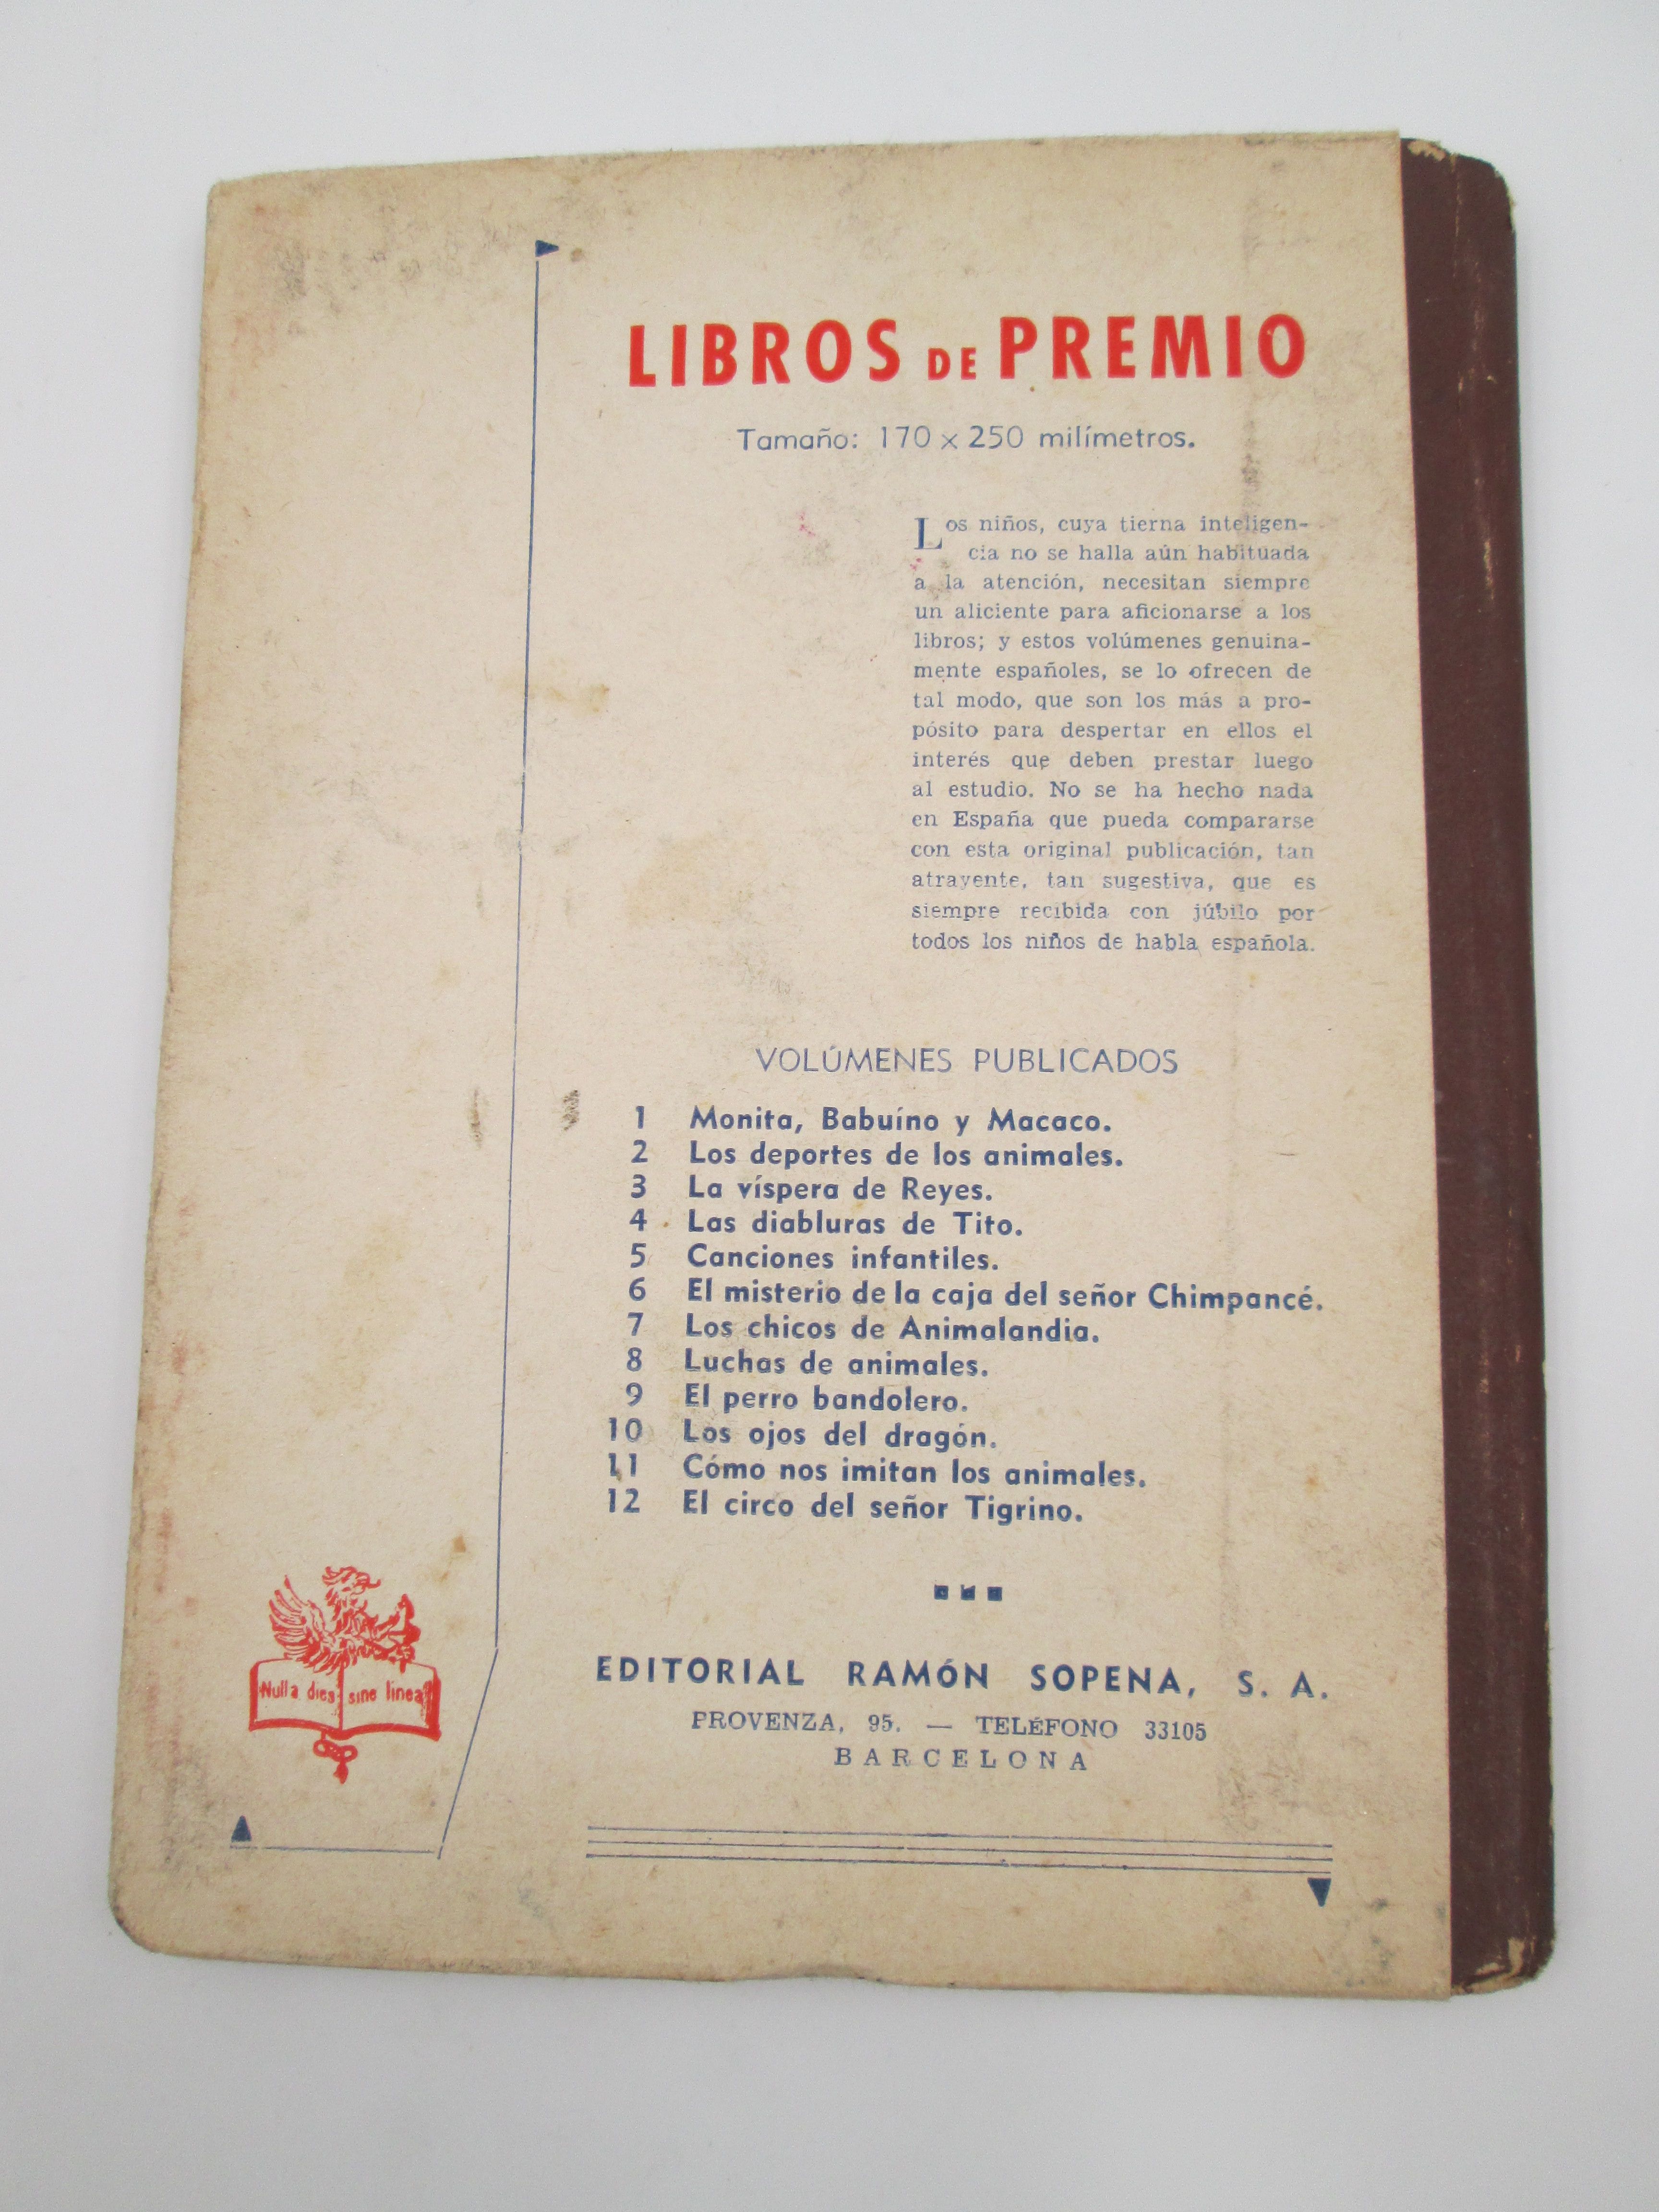 LIBROS DE PREMIO
Tamaño: 170 x 250 milímetros.
Los niños, cuya tierna inteligen-
cia no se halla aún habituada
a la atención, necesitan siempre
un aliciente para aficionarse a los
libros; y estos volúmenes genuina-
mente españoles, se lo ofrecen de
tal modo, que son los más a pro-
pósito para despertar en ellos el
interés que deben prestar luego
al estudio. No se ha hecho nada
en España que pueda compararse
con esta original publicación, tan
atrayente, tan sugestiva, que es
siempre recibida con júbilo por
todos los niños de habla española.
VOLÚMENES PUBLICADOS
1 Monita, Babuíno y Macaco.
2 Los deportes de los animales.
3 La víspera de Reyes.
4 Las diabluras de Tito.
5 Canciones infantiles.
6 El misterio de la caja del señor Chimpancé.
7 Los chicos de Animalandia.
8 Luchas de animales.
9 El perro bandolero.
10 Los ojos del dragón.
11 Cómo nos imitan los animales.
12 El circo del señor Tigrino.
Nulla dies sine linea
EDITORIAL RAMÓN SOPENA, S. A.
PROVENZA, 95. — TELÉFONO 33105
BARCELONA